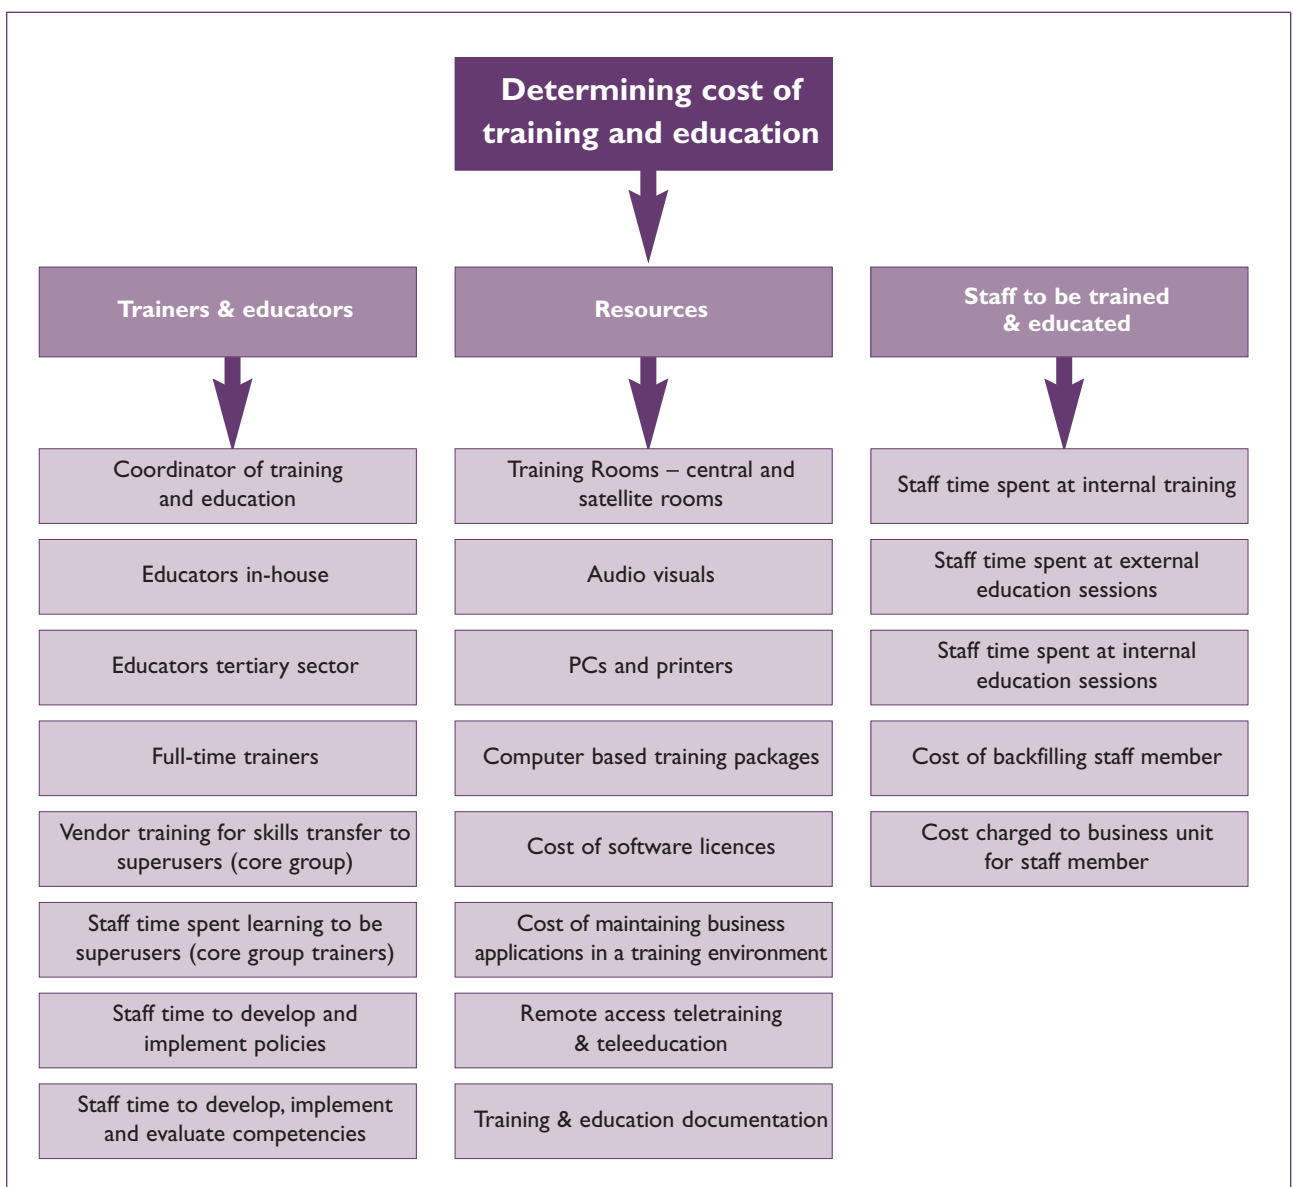 Determining cost of
training and education
Trainers & educators
Resources
Staff to be trained
& educated
Coordinator of training
and education
Educators in-house
Educators tertiary sector
Full-time trainers
Vendor training for skills transfer to
superusers (core group)
Staff time spent learning to be
superusers (core group trainers)
Staff time to develop and
implement policies
Staff time to develop, implement
and evaluate competencies
Training Rooms – central and
satellite rooms
Audio visuals
PCs and printers
Computer based training packages
Cost of software licences
Cost of maintaining business
applications in a training environment
Remote access teletraining
& teleeducation
Training & education documentation
Staff time spent at internal training
Staff time spent at external
education sessions
Staff time spent at internal
education sessions
Cost of backfilling staff member
Cost charged to business unit
for staff member